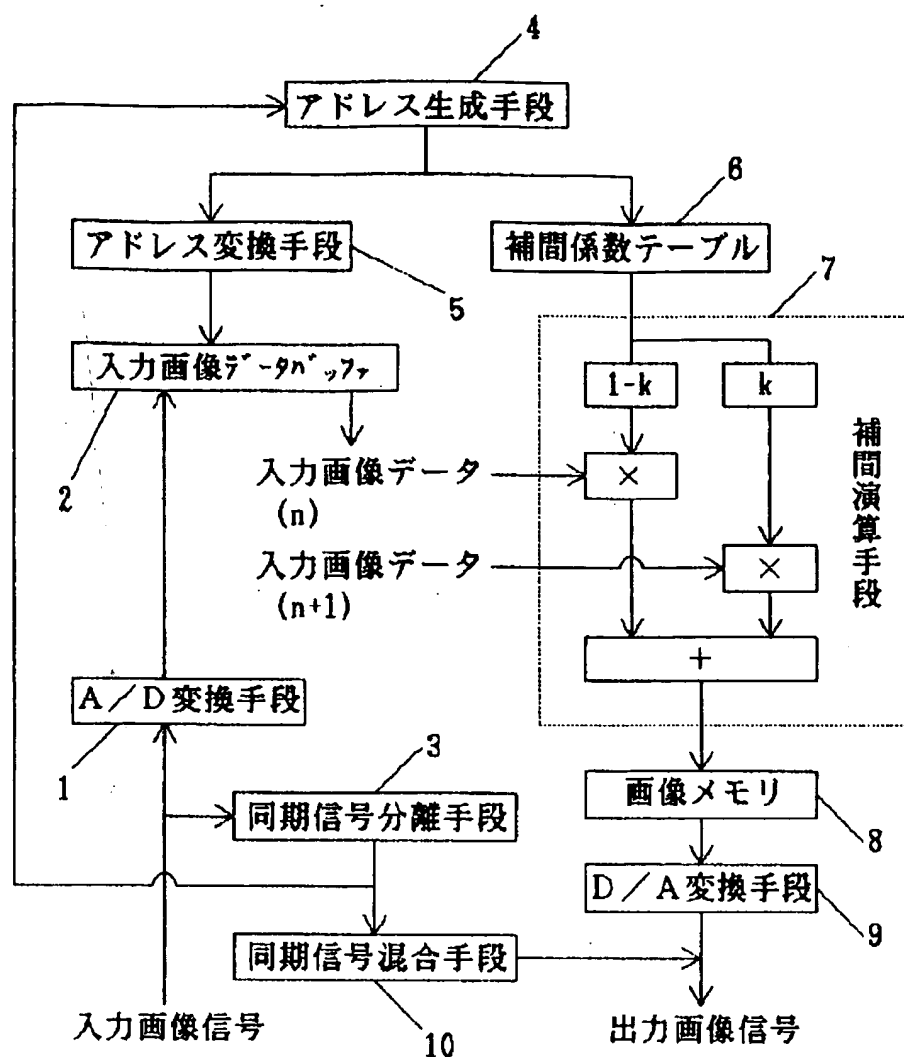 4
アドレス生成手段
6
アドレス変換手段
補間係数テーブル
5
7
入力画像データバッファ
1-k
k
2
入力画像データ
(n)
×
補間演算手段
入力画像データ
(n+1)
×
+
A/D変換手段
1
3
同期信号分離手段
画像メモリ
8
D/A変換手段
9
同期信号混合手段
10
入力画像信号
出力画像信号